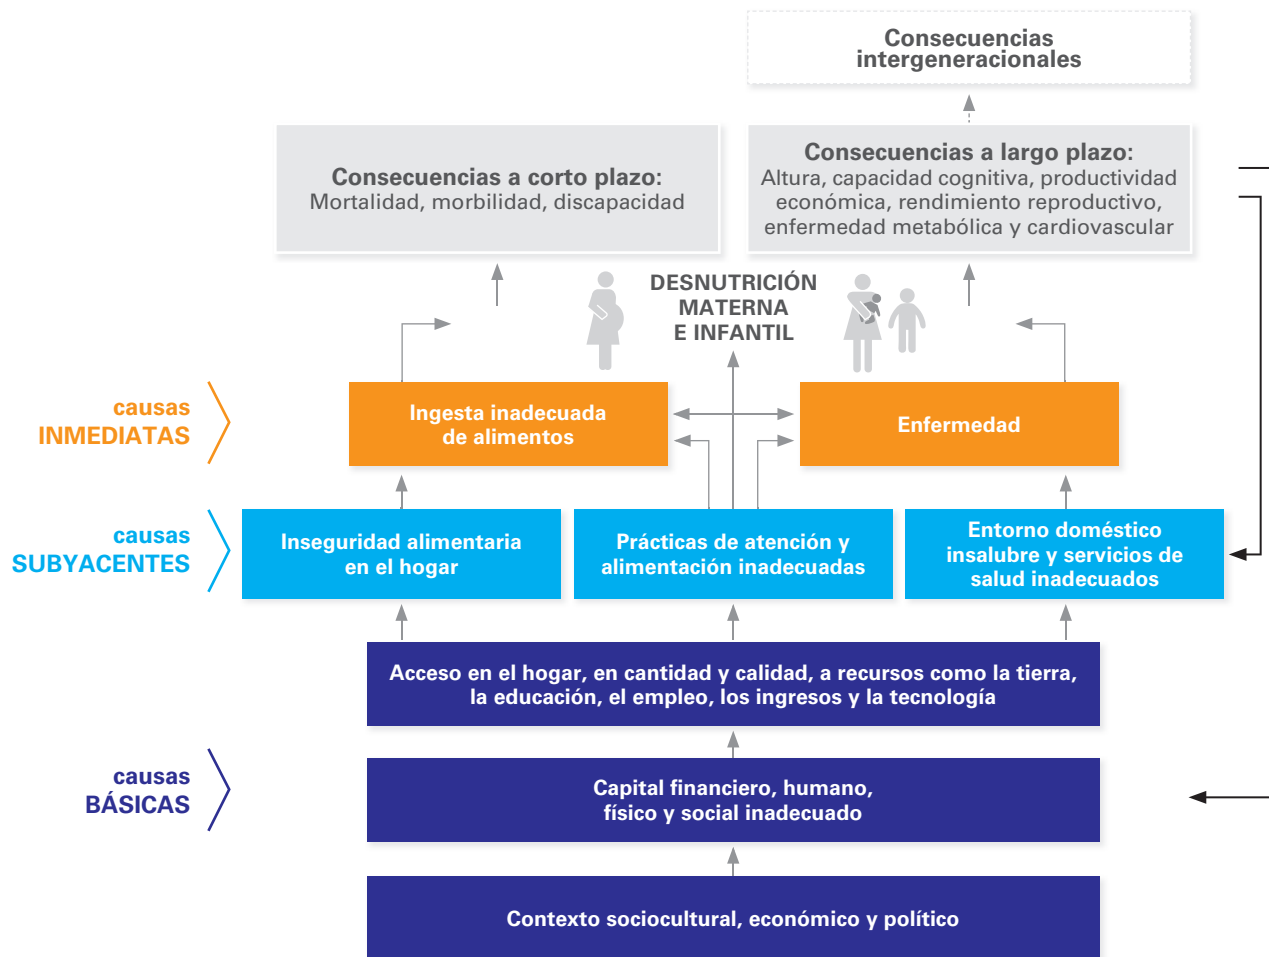 Consecuencias
intergeneracionales
Consecuencias a corto plazo:
Mortalidad, morbilidad, discapacidad
Consecuencias a largo plazo:
Altura, capacidad cognitiva, productividad
económica, rendimiento reproductivo,
enfermedad metabólica y cardiovascular
DESNUTRICIÓN
MATERNA
E INFANTIL
causas
INMEDIATAS
Ingesta inadecuada
de alimentos
Enfermedad
causas
SUBYACENTES
Inseguridad alimentaria
en el hogar
Prácticas de atención y
alimentación inadecuadas
Entorno doméstico
insalubre y servicios de
salud inadecuados
Acceso en el hogar, en cantidad y calidad, a recursos como la tierra,
la educación, el empleo, los ingresos y la tecnología
causas
BÁSICAS
Capital financiero, humano,
físico y social inadecuado
Contexto sociocultural, económico y político